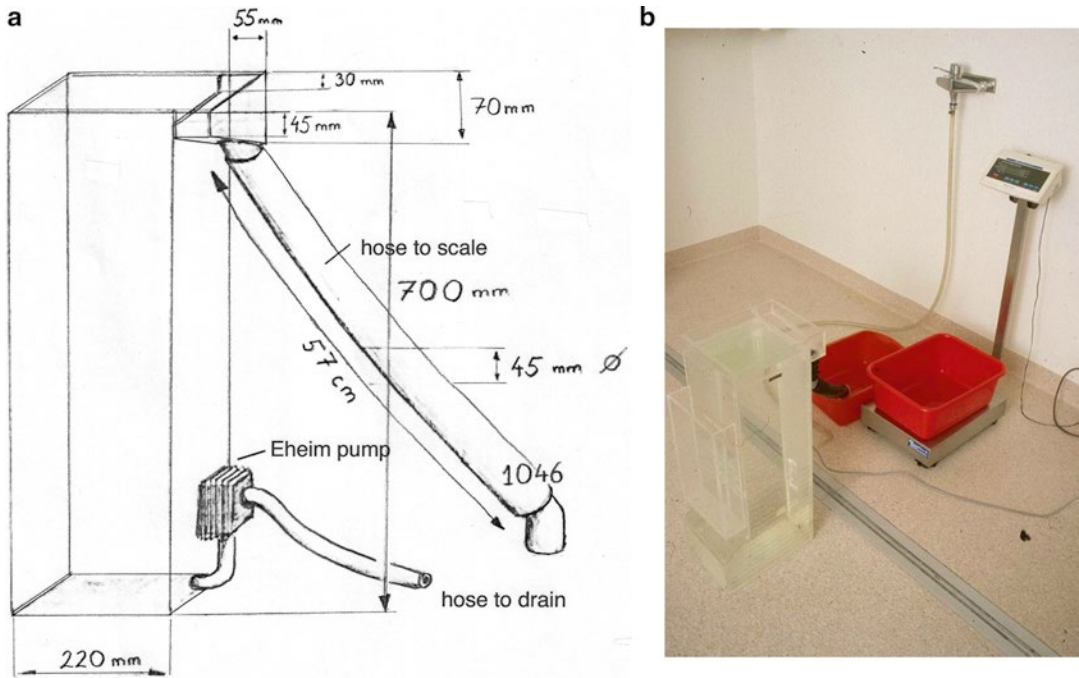 a
55 mm
30 mm
70 mm
45 mm
hose to scale
700 mm
57 cm
45 mm ∅
Eheim pump
1046
hose to drain
220 mm
b